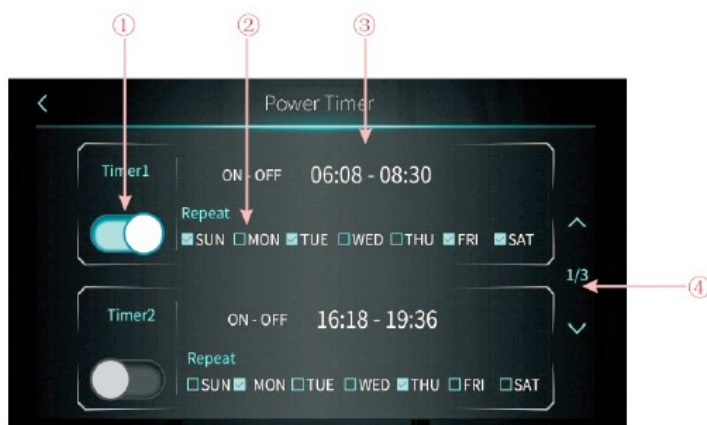 ① ② ③
< Power Timer
Timer1 ON - OFF 06:08 - 08:30
Repeat
SUN MON TUE WED THU FRI SAT
1/3 ④
Timer2 ON - OFF 16:18 - 19:36
Repeat
SUN MON TUE WED THU FRI SAT